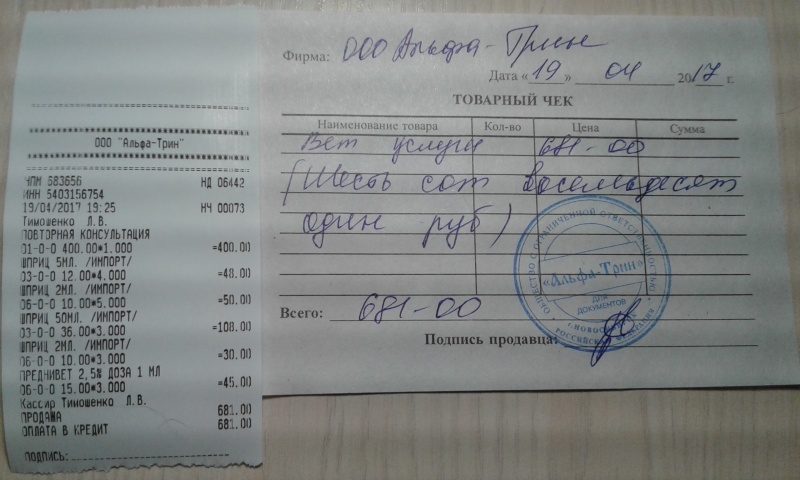 ООО "Альфа-Трин"
ЧПМ 683656 НД 06442
ИНН 5403156754
19/04/2017 19:25 НЧ 00073
Тимошенко Л.В.
ПОВТОРНАЯ КОНСУЛЬТАЦИЯ
01-0-0 400.00*1.000 =400.00
ШПРИЦ 5МЛ. /ИМПОРТ/
03-0-0 12.00*4.000 =48.00
ШПРИЦ 2МЛ. /ИМПОРТ/
06-0-0 10.00*5.000 =50.00
ШПРИЦ 50МЛ. /ИМПОРТ/
03-0-0 36.00*3.000 =108.00
ШПРИЦ 2МЛ. /ИМПОРТ/
06-0-0 10.00*3.000 =30.00
ПРЕДНИВЕТ 2,5% ДОЗА 1 МЛ
06-0-0 15.00*3.000 =45.00
Кассир Тимошенко Л.В.
ПРОДАЖА 681.00
ОПЛАТА В КРЕДИТ 681.00
ПОДПИСЬ:
Фирма: ООО Альфа-Трин
Дата «19» 04 2017 г.
ТОВАРНЫЙ ЧЕК
Наименование товара Кол-во Цена Сумма
Вет услуги 681-00
(Шесть сот восемьдесят
один руб)
Всего: 681-00
Подпись продавца:
ОБЩЕСТВО С ОГРАНИЧЕННОЙ ОТВЕТСТВЕННОСТЬЮ
«Альфа-Трин»
ДЛЯ
ДОКУМЕНТОВ
РОССИЙСКАЯ ФЕДЕРАЦИЯ